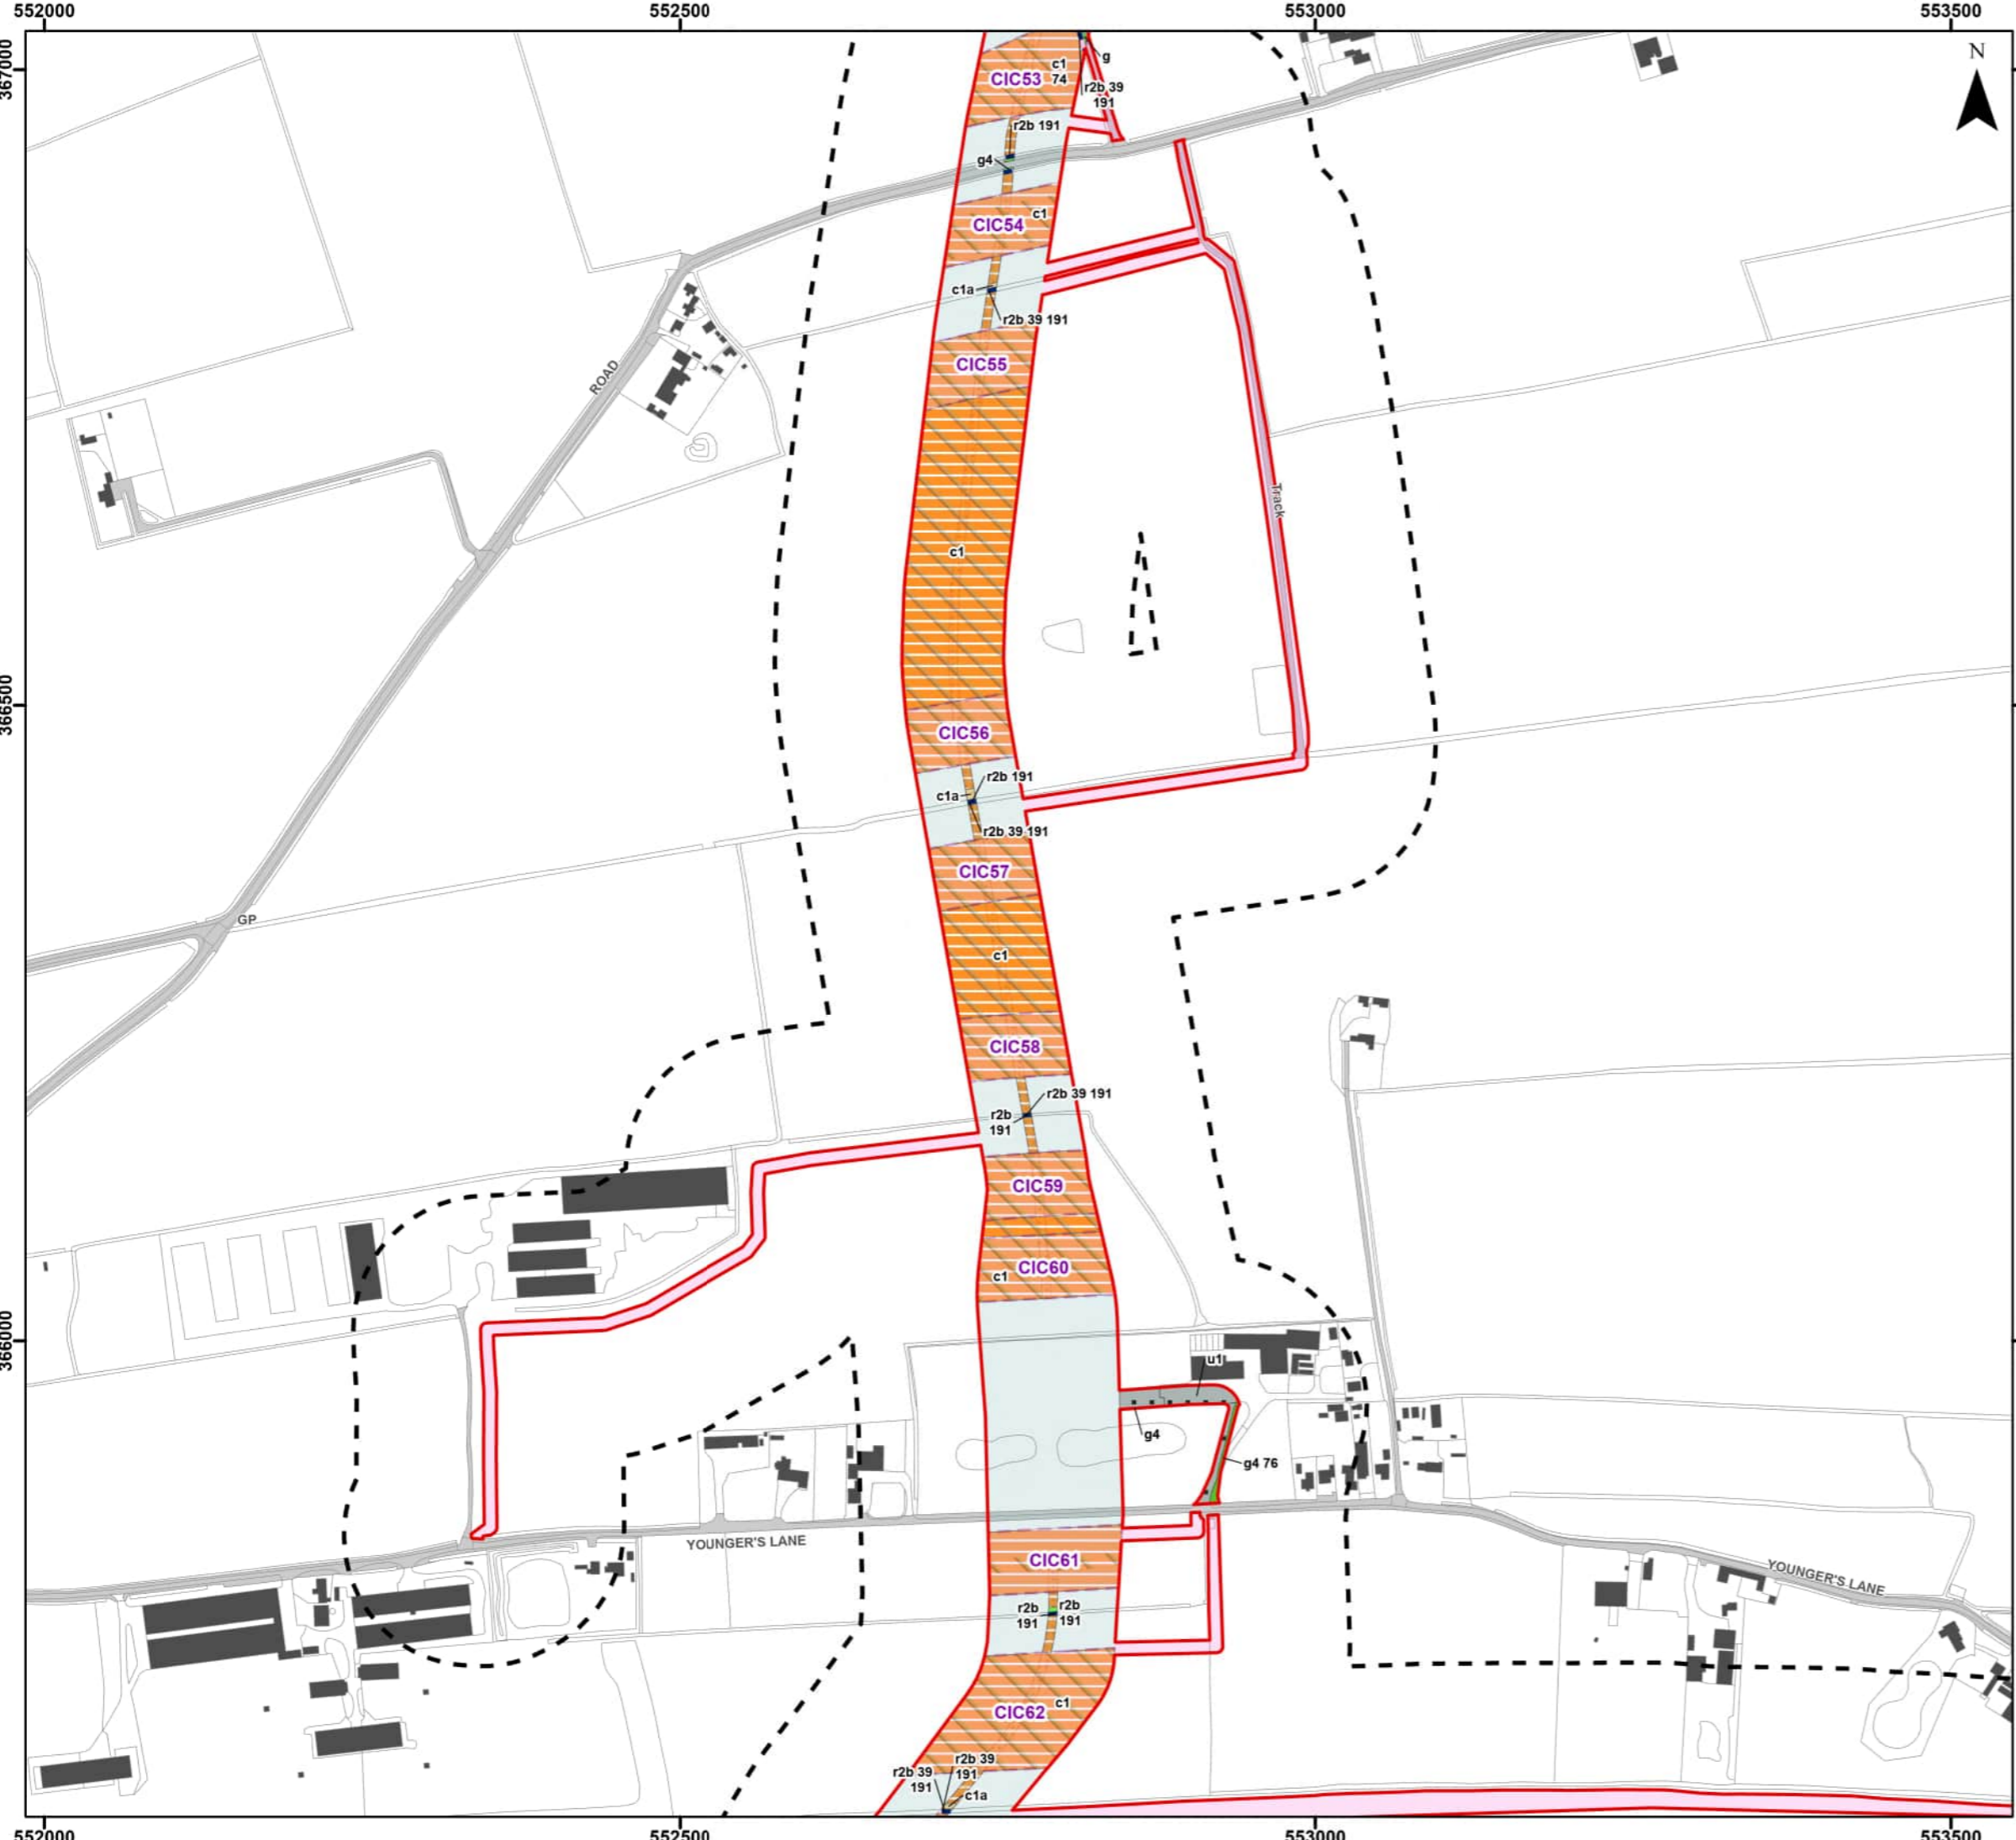 552000
552500
553000
553500
367000
N
g
c1
CIC53
74
r2b 39
191
r2b 191
g4
c1
CIC54
c1a
r2b 39 191
CIC55
ROAD
Track
c1
366500
CIC56
r2b 191
c1a
r2b 39 191
CIC57
GP
c1
CIC58
r2b 39 191
r2b
191
CIC59
CIC60
c1
366000
u1
g4
g4 76
YOUNGER'S LANE
CIC61
YOUNGER'S LANE
r2b
191
r2b
191
c1
CIC62
r2b 39
191
r2b 39
191
c1a
552000
552500
553000
553500